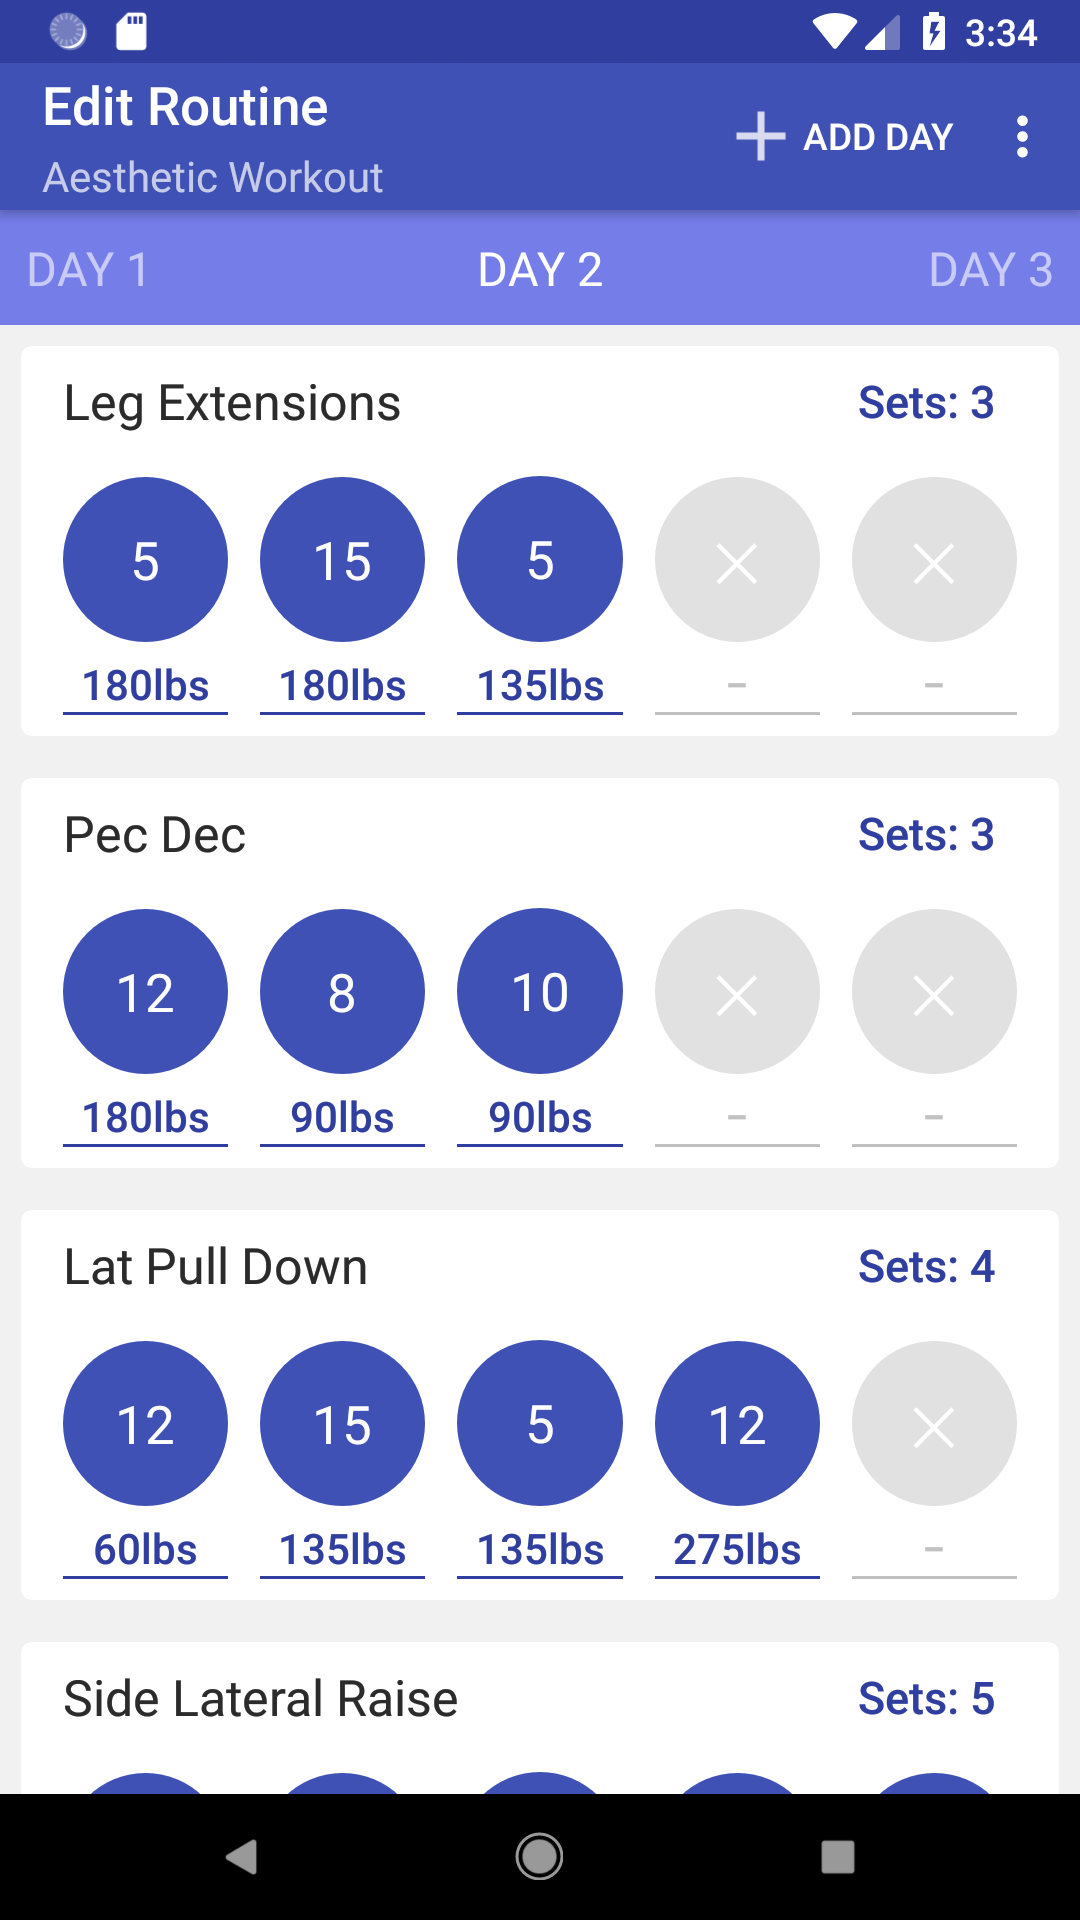 3:34
Edit Routine
Aesthetic Workout
ADD DAY
DAY 1 DAY 2 DAY 3
Leg Extensions Sets: 3
5 15 5
180lbs 180lbs 135lbs - -
Pec Dec Sets: 3
12 8 10
180lbs 90lbs 90lbs - -
Lat Pull Down Sets: 4
12 15 5 12
60lbs 135lbs 135lbs 275lbs -
Side Lateral Raise Sets: 5